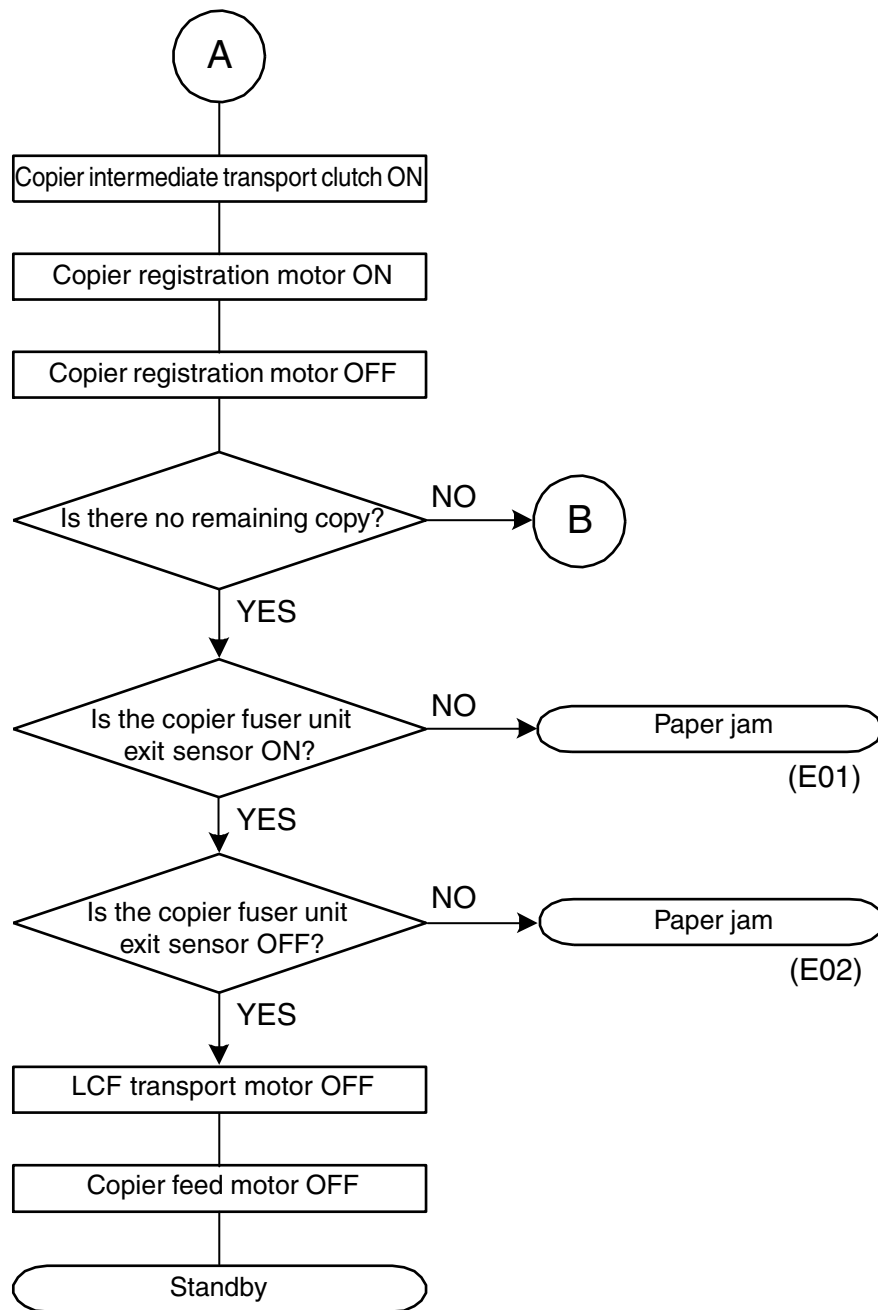 A
Copier intermediate transport clutch ON
Copier registration motor ON
Copier registration motor OFF
Is there no remaining copy?
NO
B
YES
Is the copier fuser unit
exit sensor ON?
NO
Paper jam
(E01)
YES
Is the copier fuser unit
exit sensor OFF?
NO
Paper jam
(E02)
YES
LCF transport motor OFF
Copier feed motor OFF
Standby